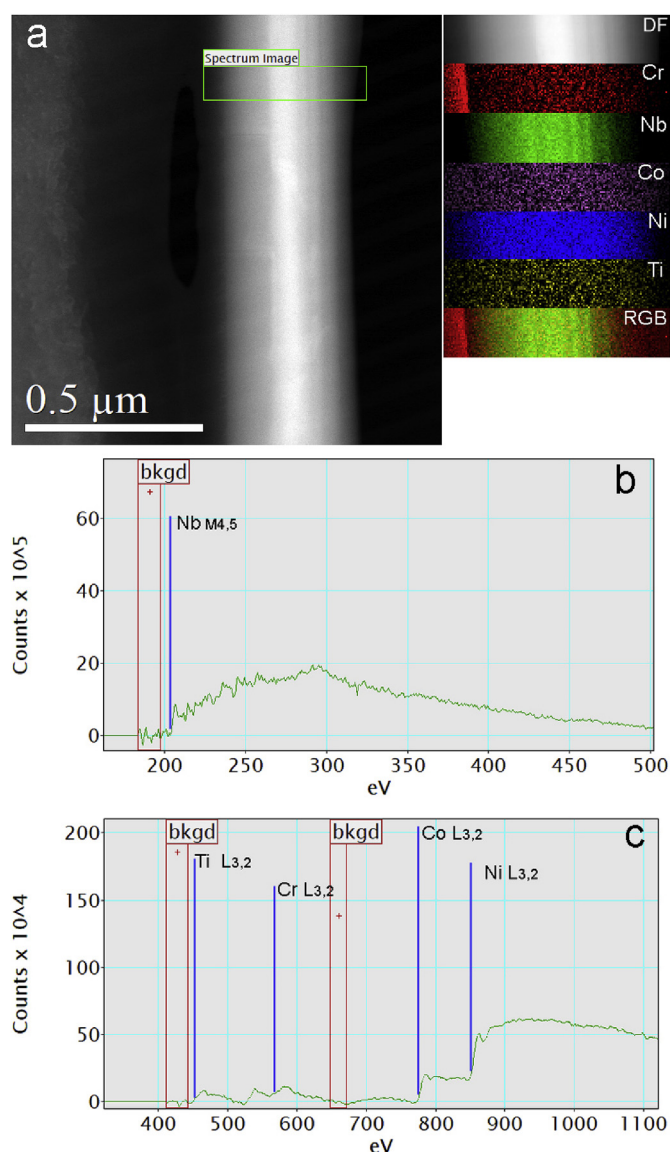 a
Spectrum Image
0.5 µm
DF
Cr
Nb
Co
Ni
Ti
RGB
bkgd
b
Nb M4,5
Counts x 10^5
60
40
20
0
200
250
300
350
400
450
500
eV
bkgd
bkgd
c
Ti L3,2
Cr L3,2
Co L3,2
Ni L3,2
Counts x 10^4
200
150
100
50
0
400
500
600
700
800
900
1000
1100
eV